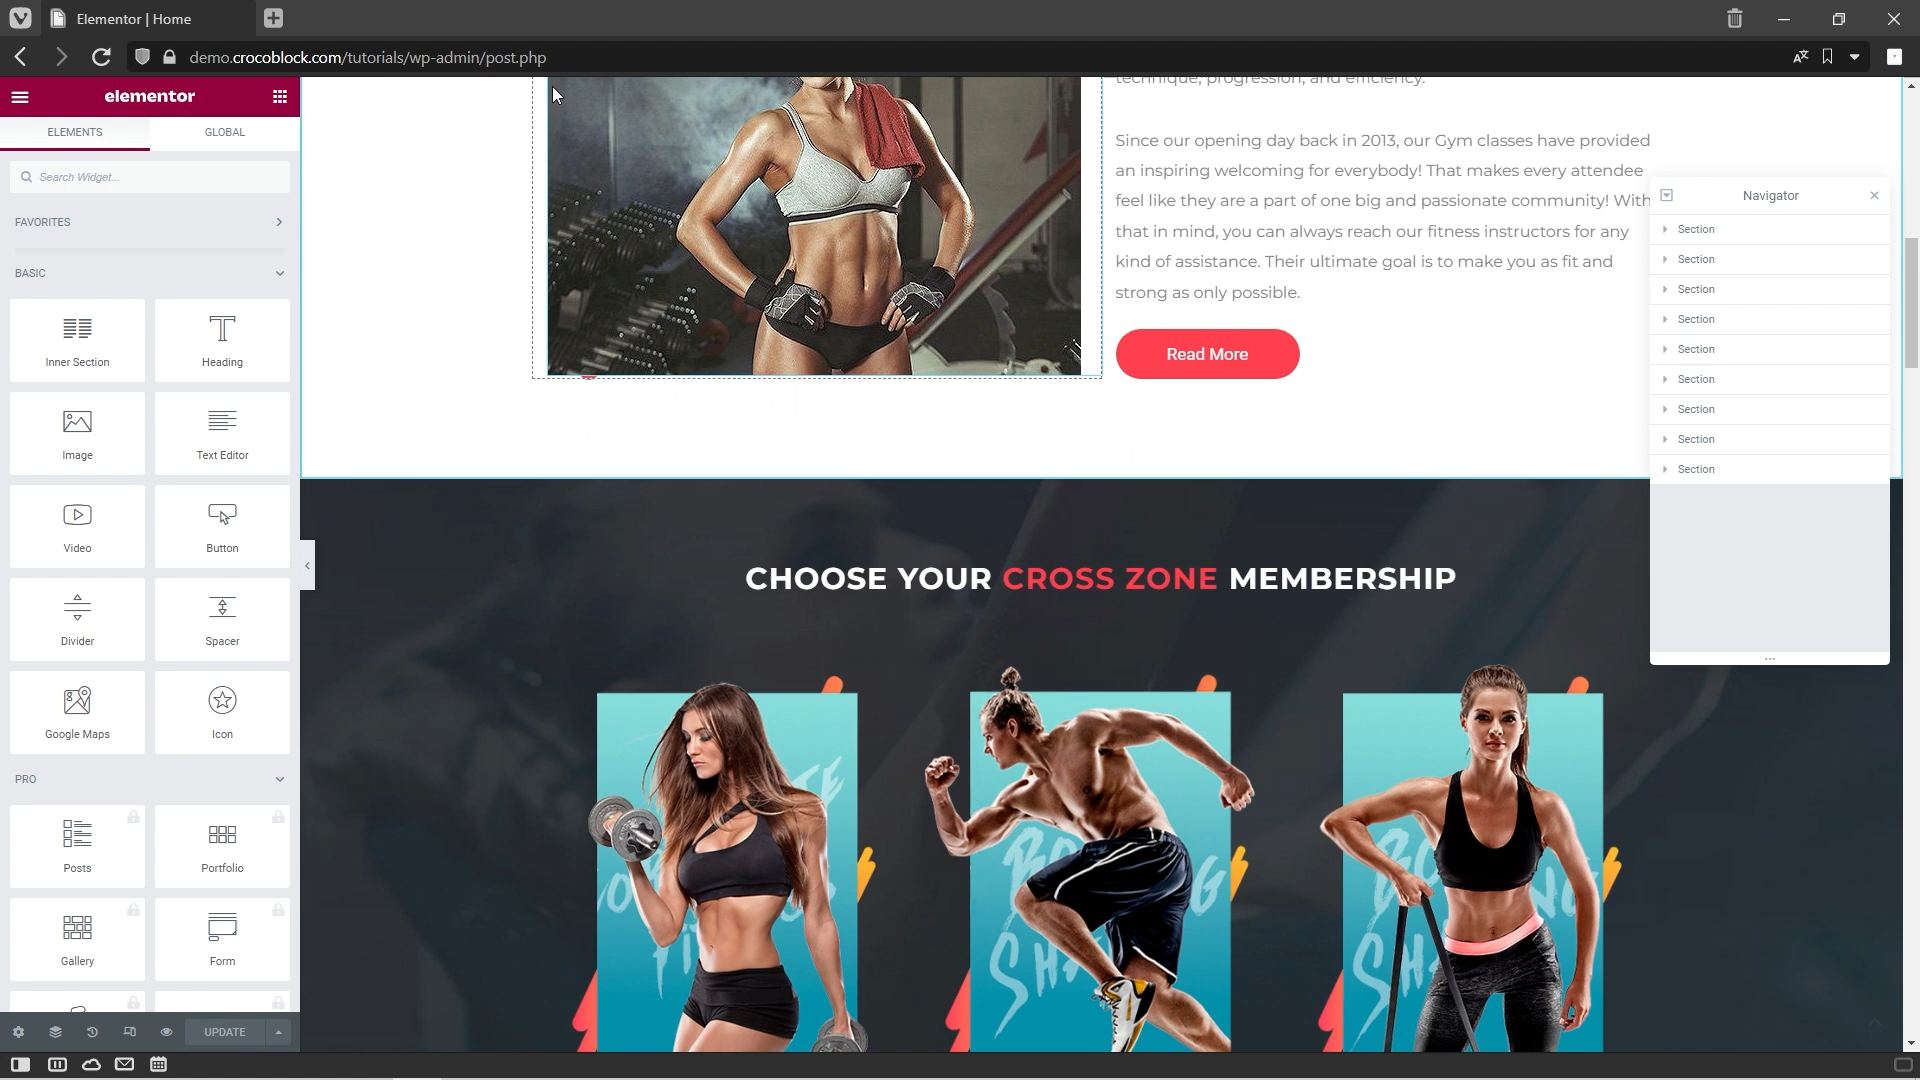 Elementor | Home
demo.crocoblock.com/tutorials/wp-admin/post.php
elementor
ELEMENTS
GLOBAL
Search Widget...
FAVORITES
BASIC
Inner Section
Heading
Image
Text Editor
Video
Button
Divider
Spacer
Google Maps
Icon
PRO
Posts
Portfolio
Gallery
Form
UPDATE
technique, progression, and efficiency.
Since our opening day back in 2013, our Gym classes have provided
an inspiring welcoming for everybody! That makes every attendee
feel like they are a part of one big and passionate community! With
that in mind, you can always reach our fitness instructors for any
kind of assistance. Their ultimate goal is to make you as fit and
strong as only possible.
Read More
Navigator
Section
Section
Section
Section
Section
Section
Section
Section
Section
CHOOSE YOUR CROSS ZONE MEMBERSHIP